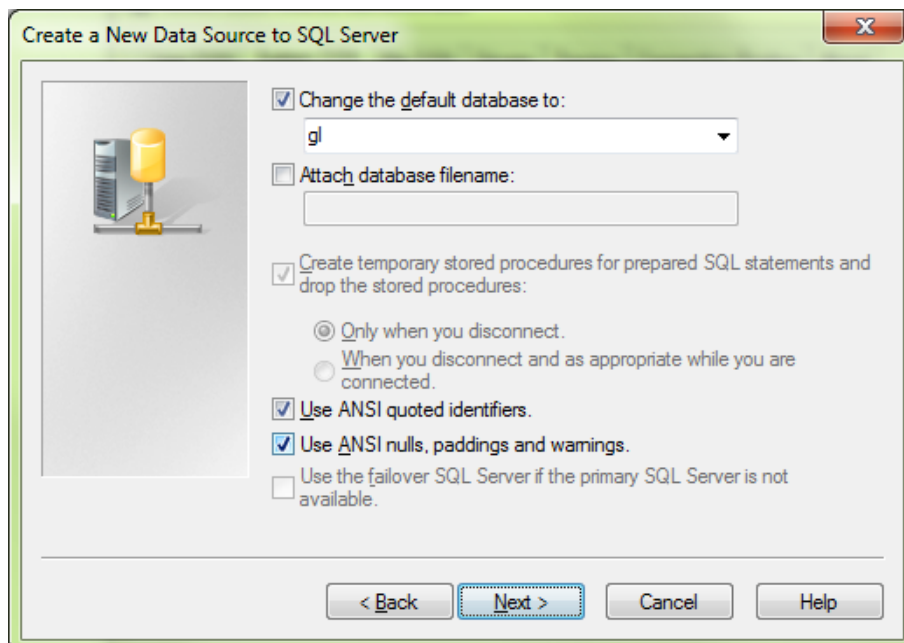 Create a New Data Source to SQL Server
Change the default database to:
gl
Attach database filename:
Create temporary stored procedures for prepared SQL statements and
drop the stored procedures:
Only when you disconnect.
When you disconnect and as appropriate while you are
connected.
Use ANSI quoted identifiers.
Use ANSI nulls, paddings and warnings.
Use the failover SQL Server if the primary SQL Server is not
available.
< Back
Next >
Cancel
Help